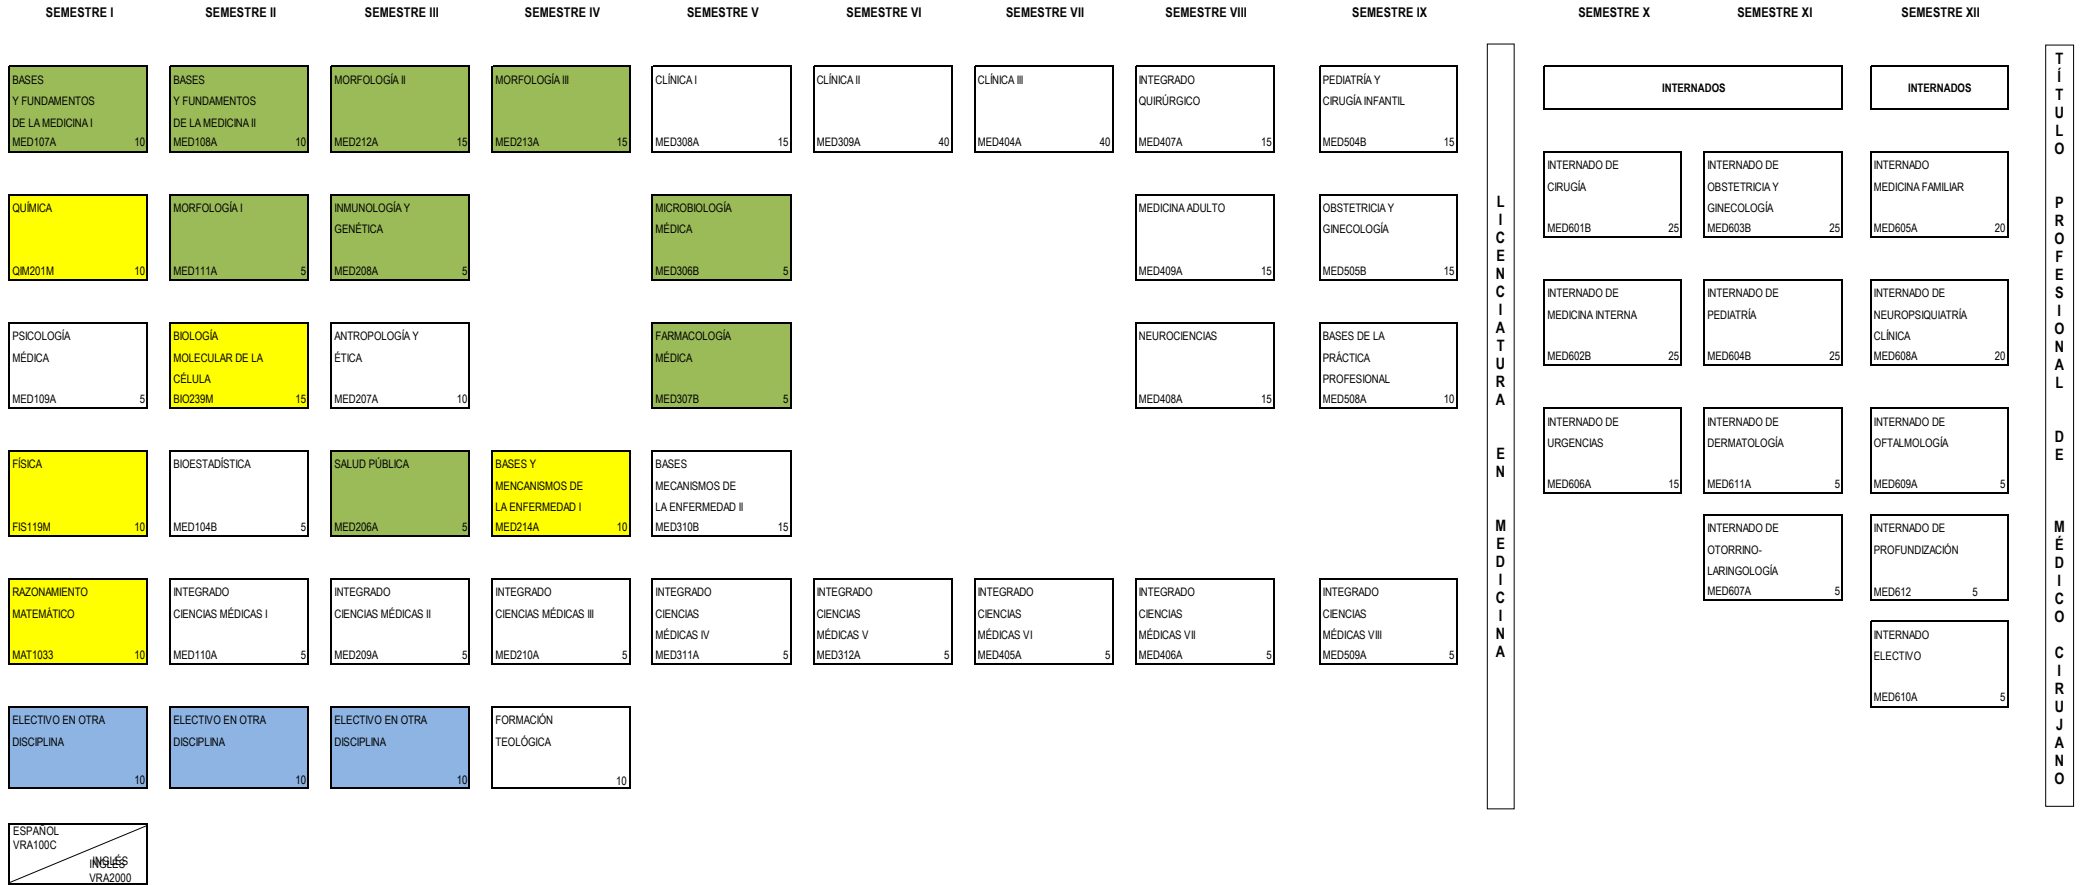 SEMESTRE I
SEMESTRE II
SEMESTRE III
SEMESTRE IV
SEMESTRE V
SEMESTRE VI
SEMESTRE VII
SEMESTRE VIII
SEMESTRE IX
SEMESTRE X
SEMESTRE XI
SEMESTRE XII
BASES
Y FUNDAMENTOS
DE LA MEDICINA I
MED107A 10
BASES
Y FUNDAMENTOS
DE LA MEDICINA II
MED108A 10
MORFOLOGÍA II
MED212A 15
MORFOLOGÍA III
MED213A 15
CLÍNICA I
MED308A 15
CLÍNICA II
MED309A 40
CLÍNICA III
MED404A 40
INTEGRADO
QUIRÚRGICO
MED407A 15
PEDIATRÍA Y
CIRUGÍA INFANTIL
MED504B 15
INTERNADOS
INTERNADOS
QUÍMICA
QIM201M 10
MORFOLOGÍA I
MED111A 5
INMUNOLOGÍA Y
GENÉTICA
MED208A 5
MICROBIOLOGÍA
MÉDICA
MED306B 5
MEDICINA ADULTO
MED409A 15
OBSTETRICIA Y
GINECOLOGÍA
MED505B 15
INTERNADO DE
CIRUGÍA
MED601B 25
INTERNADO DE
OBSTETRICIA Y
GINECOLOGÍA
MED603B 25
INTERNADO
MEDICINA FAMILIAR
MED605A 20
PSICOLOGÍA
MÉDICA
MED109A 5
BIOLOGÍA
MOLECULAR DE LA
CÉLULA
BIO239M 15
ANTROPOLOGÍA Y
ÉTICA
MED207A 10
FARMACOLOGÍA
MÉDICA
MED307B 5
NEUROCIENCIAS
MED408A 15
BASES DE LA
PRÁCTICA
PROFESIONAL
MED508A 10
INTERNADO DE
MEDICINA INTERNA
MED602B 25
INTERNADO DE
PEDIATRÍA
MED604B 25
INTERNADO DE
NEUROPSIQUIATRÍA
CLÍNICA
MED608A 20
FÍSICA
FIS119M 10
BIOESTADÍSTICA
MED104B 5
SALUD PÚBLICA
MED206A 5
BASES Y
MENCANISMOS DE
LA ENFERMEDAD I
MED214A 10
BASES
MECANISMOS DE
LA ENFERMEDAD II
MED310B 15
INTERNADO DE
URGENCIAS
MED606A 15
INTERNADO DE
DERMATOLOGÍA
MED611A 5
INTERNADO DE
OFTALMOLOGÍA
MED609A 5
RAZONAMIENTO
MATEMÁTICO
MAT1033 10
INTEGRADO
CIENCIAS MÉDICAS I
MED110A 5
INTEGRADO
CIENCIAS MÉDICAS II
MED209A 5
INTEGRADO
CIENCIAS MÉDICAS III
MED210A 5
INTEGRADO
CIENCIAS
MÉDICAS IV
MED311A 5
INTEGRADO
CIENCIAS
MÉDICAS V
MED312A 5
INTEGRADO
CIENCIAS
MÉDICAS VI
MED405A 5
INTEGRADO
CIENCIAS
MÉDICAS VII
MED406A 5
INTEGRADO
CIENCIAS
MÉDICAS VIII
MED509A 5
INTERNADO DE
OTORRINO-
LARINGOLOGÍA
MED607A 5
INTERNADO DE
PROFUNDIZACIÓN
MED612 5
INTERNADO
ELECTIVO
MED610A 5
ELECTIVO EN OTRA
DISCIPLINA
10
ELECTIVO EN OTRA
DISCIPLINA
10
ELECTIVO EN OTRA
DISCIPLINA
10
FORMACIÓN
TEOLÓGICA
10
ESPAÑOL
VRA100C
INGLÉS
INGLÉS
VRA2000
LICENCIATURA EN MEDICINA
TÍTULO PROFESIONAL DE MÉDICO CIRUJANO